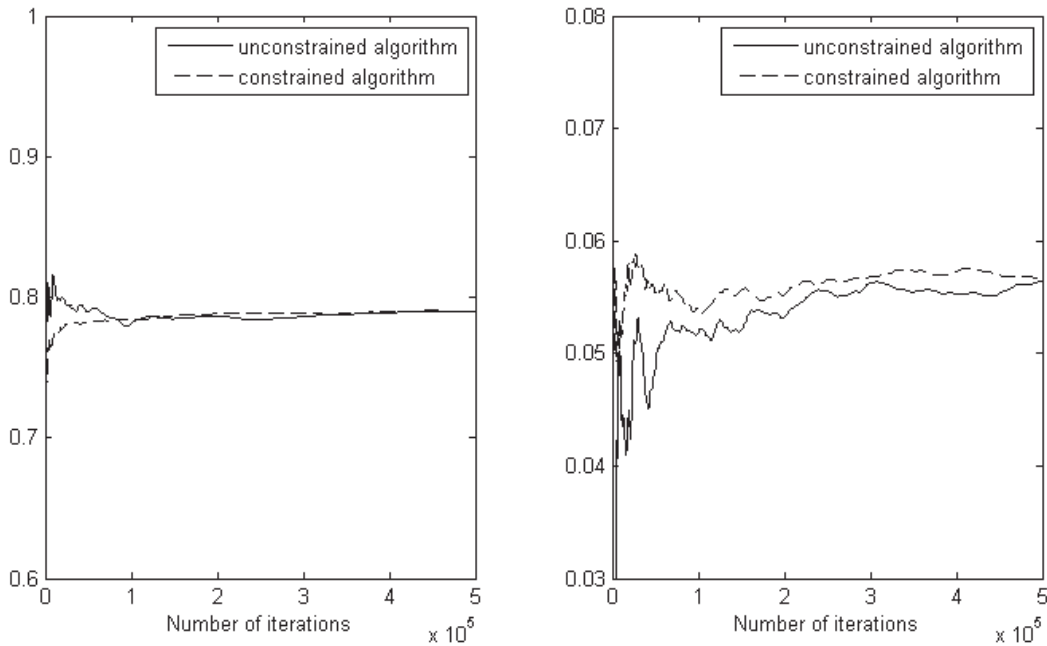 1
0.9
0.8
0.7
0.6
0
1
2
3
4
5
Number of iterations
x 10^5
unconstrained algorithm
constrained algorithm
0.08
0.07
0.06
0.05
0.04
0.03
0
1
2
3
4
5
Number of iterations
x 10^5
unconstrained algorithm
constrained algorithm